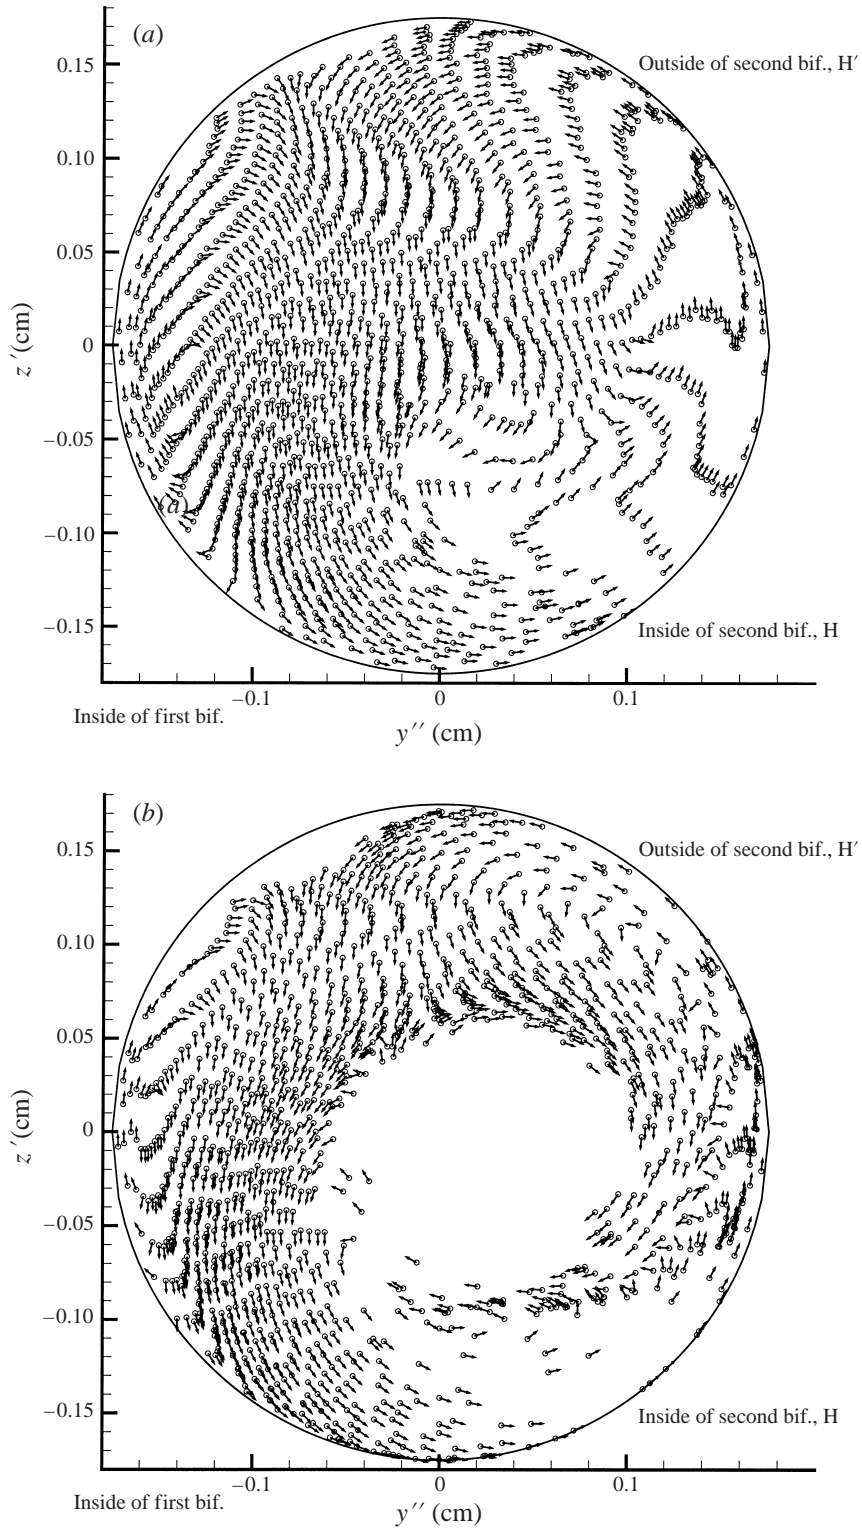 (a)
0.15
Outside of second bif., H′
0.10
0.05
z′(cm)
0
−0.05
(a)
−0.10
−0.15
Inside of second bif., H
−0.1
0
0.1
Inside of first bif.
y′′ (cm)
(b)
0.15
Outside of second bif., H′
0.10
0.05
z′(cm)
0
−0.05
−0.10
−0.15
Inside of second bif., H
−0.1
0
0.1
Inside of first bif.
y′′ (cm)